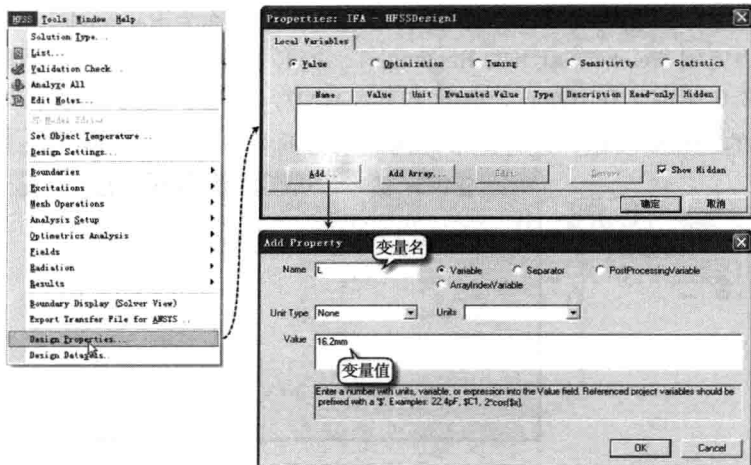 HFSS Tools Window Help
Solution Type...
List...
Validation Check...
Analyze All
Edit Notes...
3D Model Editor
Set Object Temperature...
Design Settings...
Boundaries
Excitations
Mesh Operations
Analysis Setup
Optimetrics Analysis
Fields
Radiation
Results
Boundary Display (Solver View)
Export Transfer File for ANSYS...
Design Properties...
Design Datasets...
Properties: IFA - HFSSDesign1
Local Variables
Value Optimization Tuning Sensitivity Statistics
Name Value Unit Evaluated Value Type Description Read-only Hidden
Add... Add Array... Edit... Remove Show Hidden
确定 取消
Add Property
变量名
Name L Variable Separator PostProcessingVariable
ArrayIndexVariable
Unit Type None Units
Value 16.2mm
变量值
Enter a number with units, variable, or expression into the Value field. Referenced project variables should be
prefixed with a '$'. Examples: 22.4pF, $C1, 2*cos($x).
OK Cancel